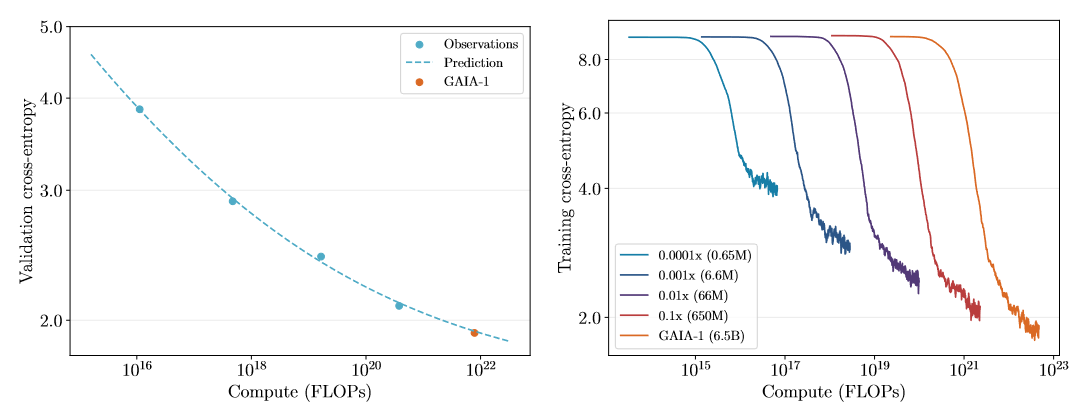 5.0
4.0
3.0
2.0
Validation cross-entropy
Observations
Prediction
GAIA-1
10^16
10^18
10^20
10^22
Compute (FLOPs)
8.0
6.0
4.0
2.0
Training cross-entropy
0.0001x (0.65M)
0.001x (6.6M)
0.01x (66M)
0.1x (650M)
GAIA-1 (6.5B)
10^15
10^17
10^19
10^21
10^23
Compute (FLOPs)